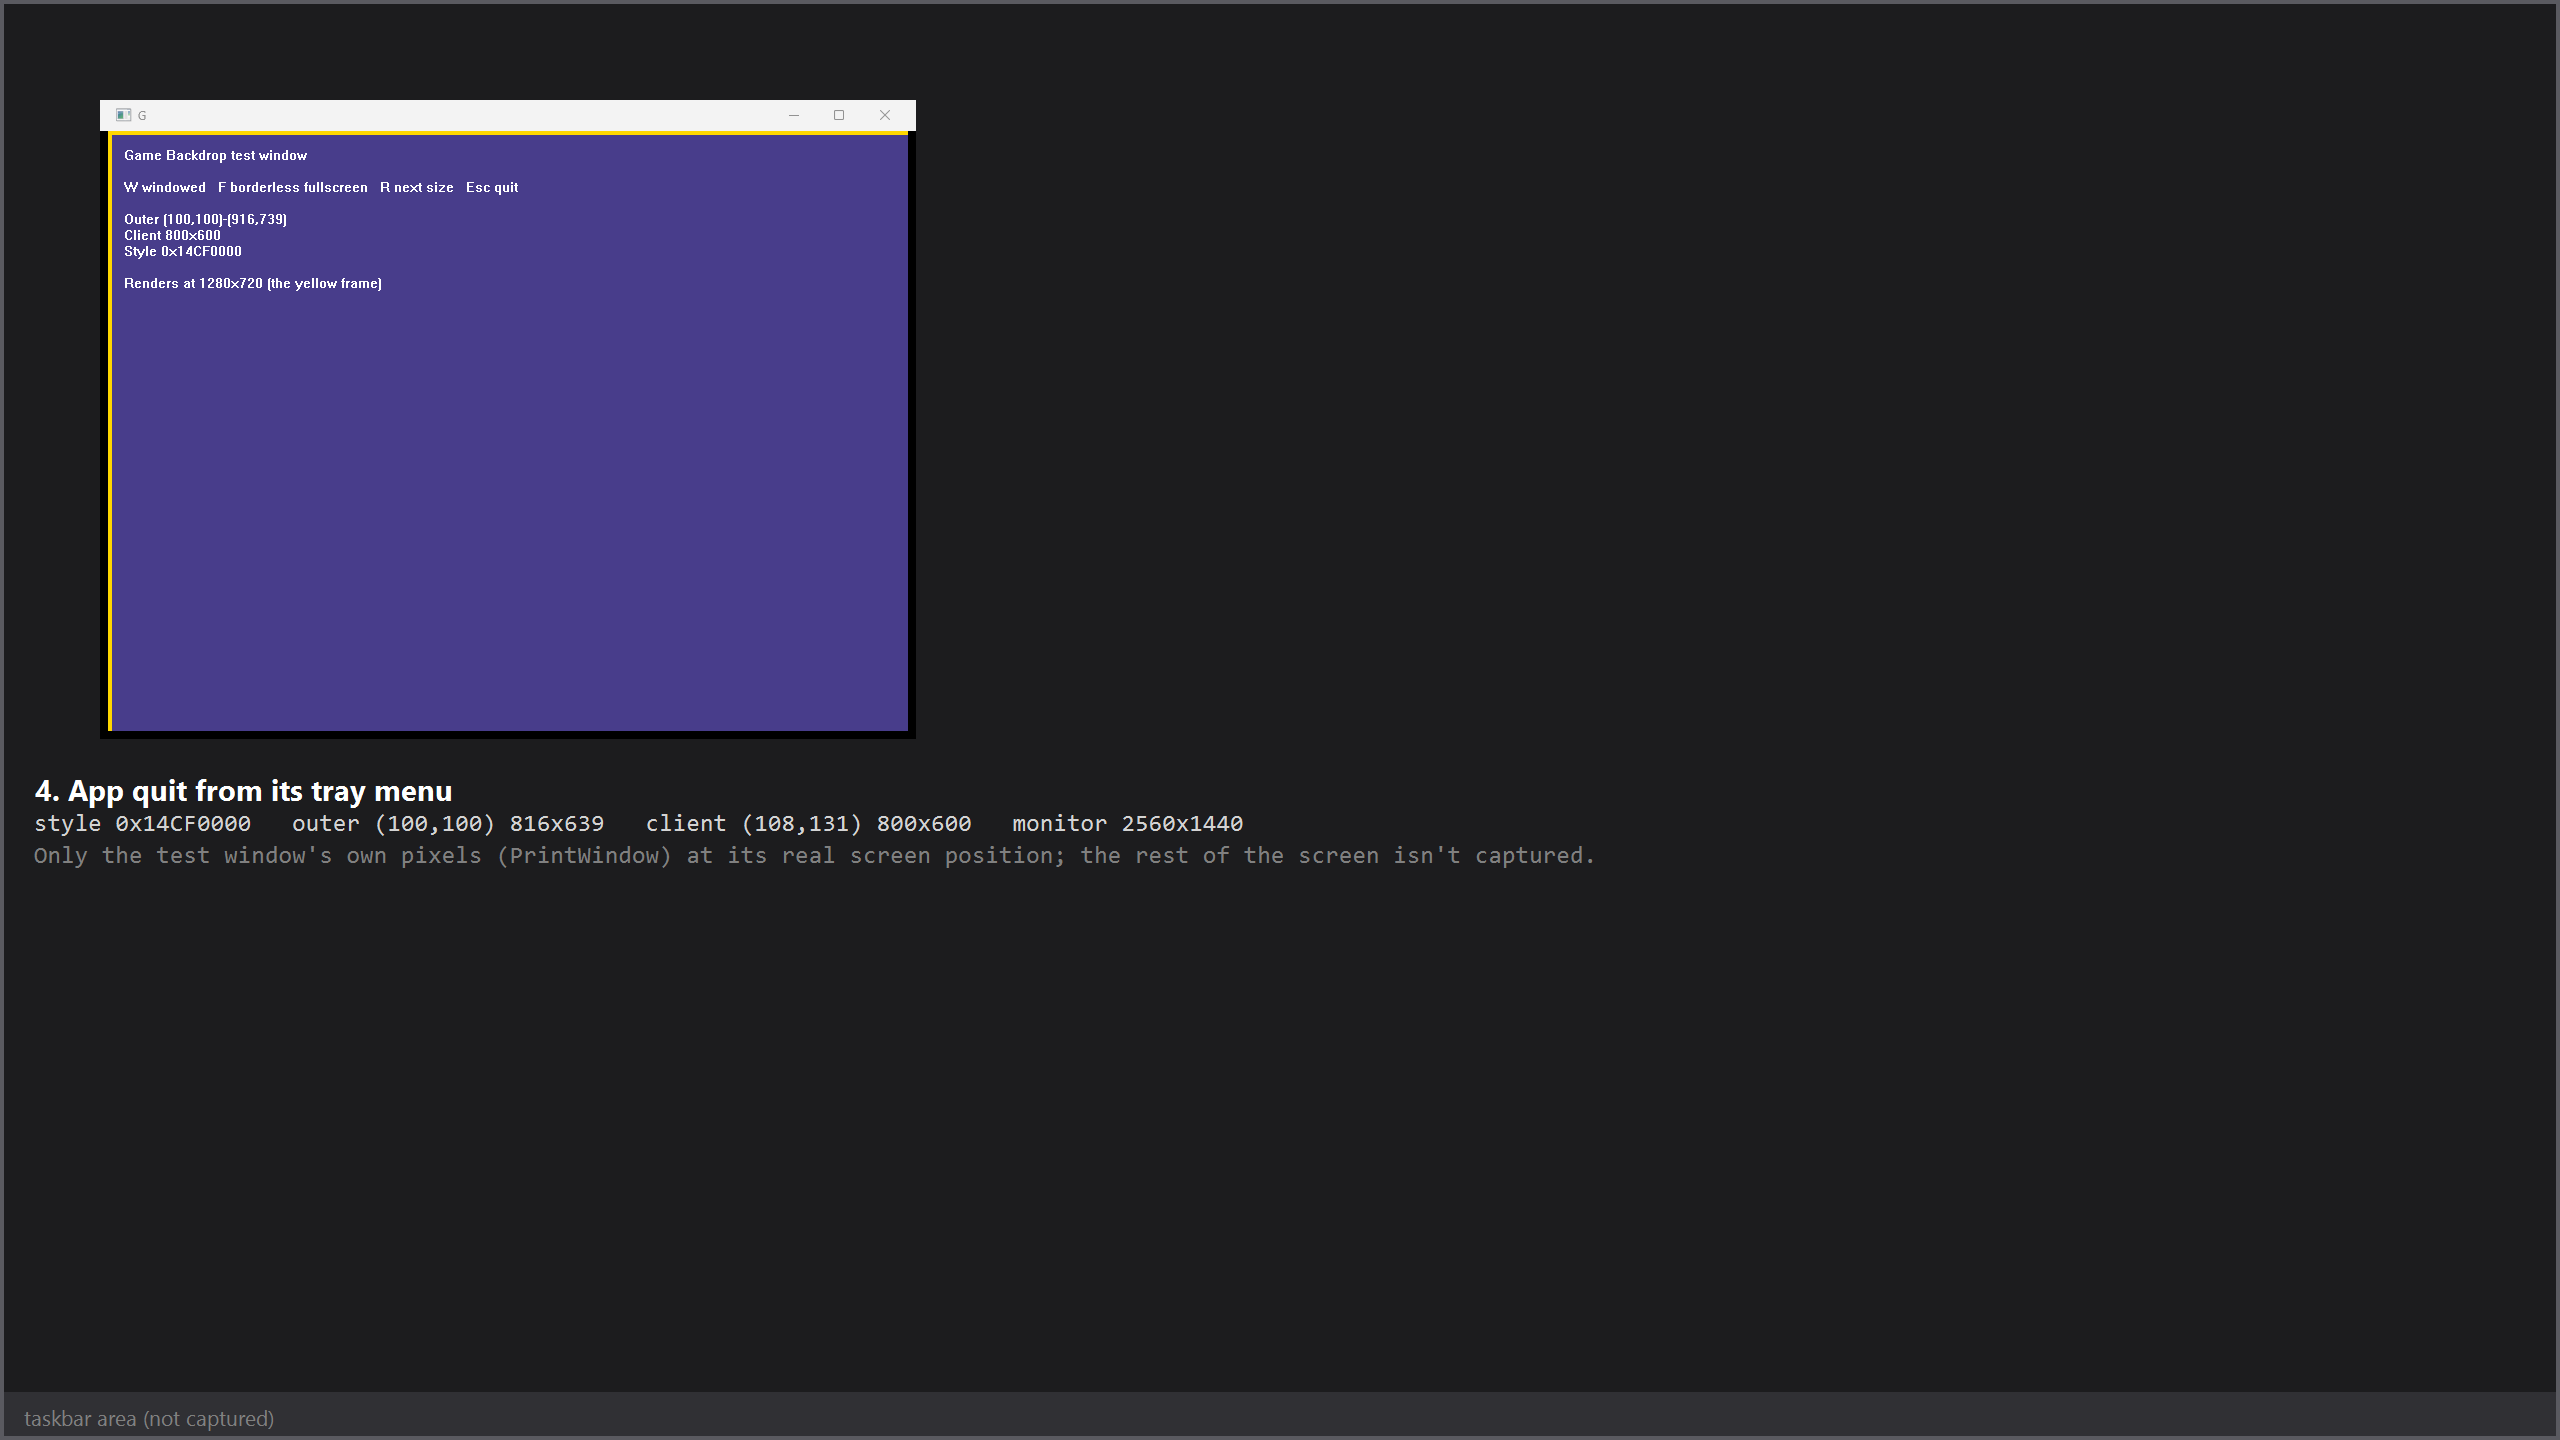 G
Game Backdrop test window
W windowed   F borderless fullscreen   R next size   Esc quit
Outer (100,100)-(916,739)
Client 800x600
Style 0x14CF0000
Renders at 1280x720 (the yellow frame)
4. App quit from its tray menu
style 0x14CF0000   outer (100,100) 816x639   client (108,131) 800x600   monitor 2560x1440
Only the test window's own pixels (PrintWindow) at its real screen position; the rest of the screen isn't captured.
taskbar area (not captured)